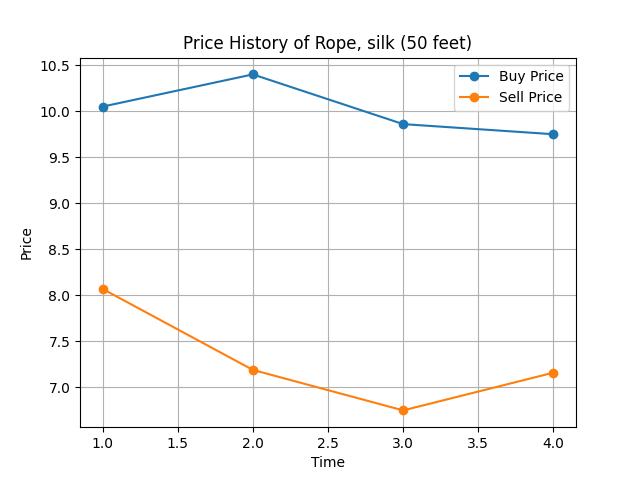 Price History of Rope, silk (50 feet)
Buy Price
Sell Price
Price
10.5
10.0
9.5
9.0
8.5
8.0
7.5
7.0
1.0 1.5 2.0 2.5 3.0 3.5 4.0
Time